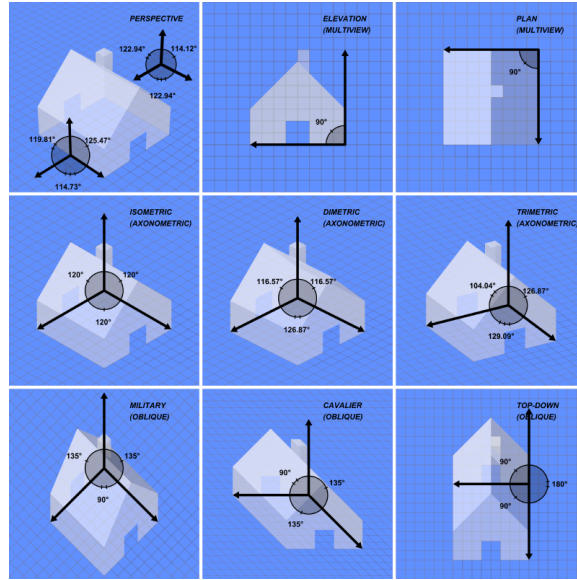 PERSPECTIVE
122.94°
114.12°
122.94°
119.81°
125.47°
114.73°
ELEVATION
(MULTIVIEW)
90°
PLAN
(MULTIVIEW)
90°
ISOMETRIC
(AXONOMETRIC)
120°
120°
120°
DIMETRIC
(AXONOMETRIC)
116.57°
116.57°
126.87°
TRIMETRIC
(AXONOMETRIC)
104.04°
126.87°
129.09°
MILITARY
(OBLIQUE)
135°
135°
90°
CAVALIER
(OBLIQUE)
90°
135°
135°
TOP-DOWN
(OBLIQUE)
90°
180°
90°